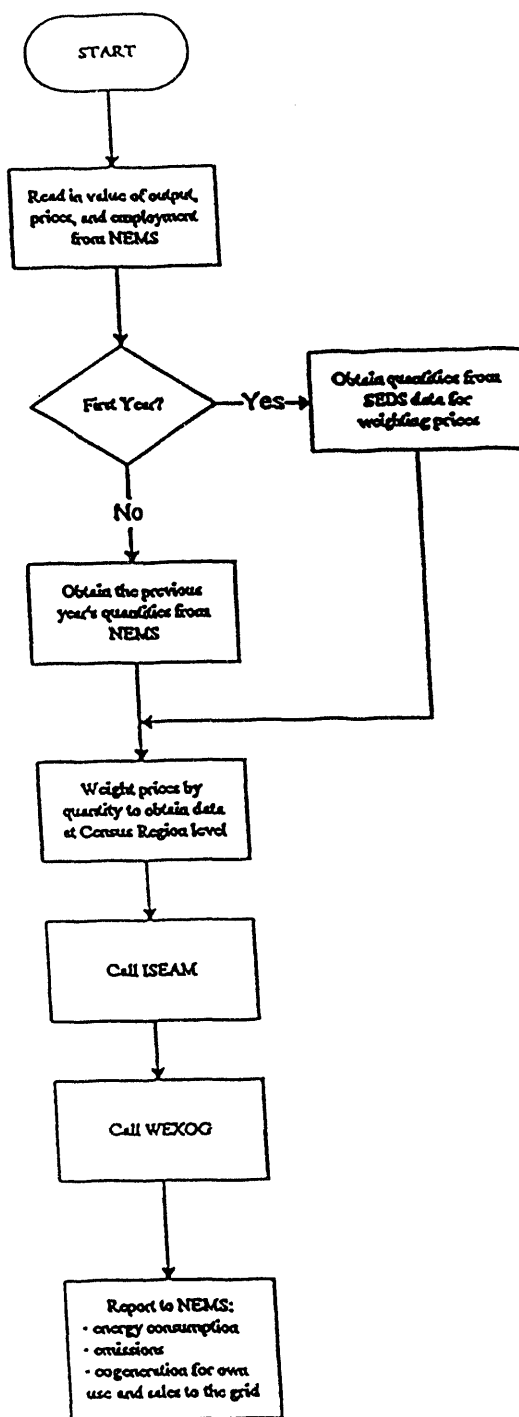 START
Read in value of output,
prices, and employment
from NEMS
First Year?
Yes
Obtain quantities from
SEDS data for
weighting prices
No
Obtain the previous
year's quantities from
NEMS
Weight prices by
quantity to obtain data
at Census Region level
Call ISEAM
Call WEXOG
Report to NEMS:
- energy consumption
- emissions
- cogeneration for own
use and sales to the grid